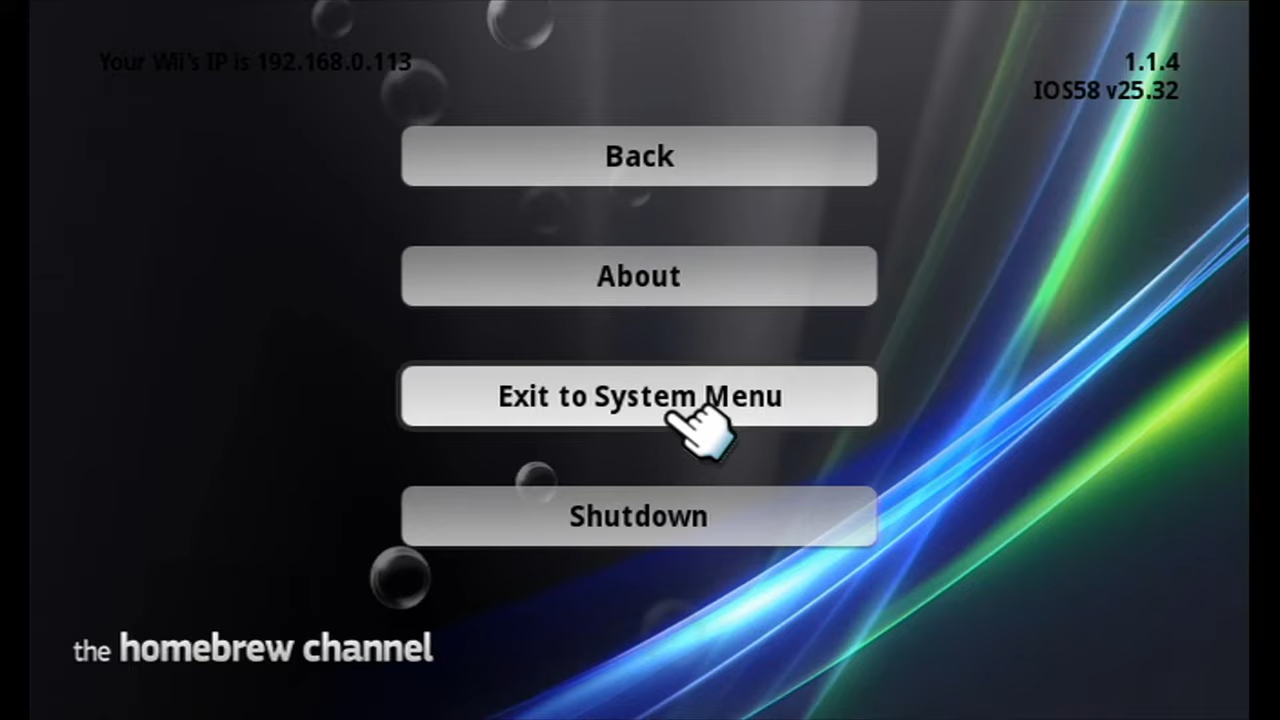 Your Wii's IP is 192.168.0.113
1.1.4
IOS58 v25.32
Back
About
Exit to System Menu
Shutdown
the homebrew channel